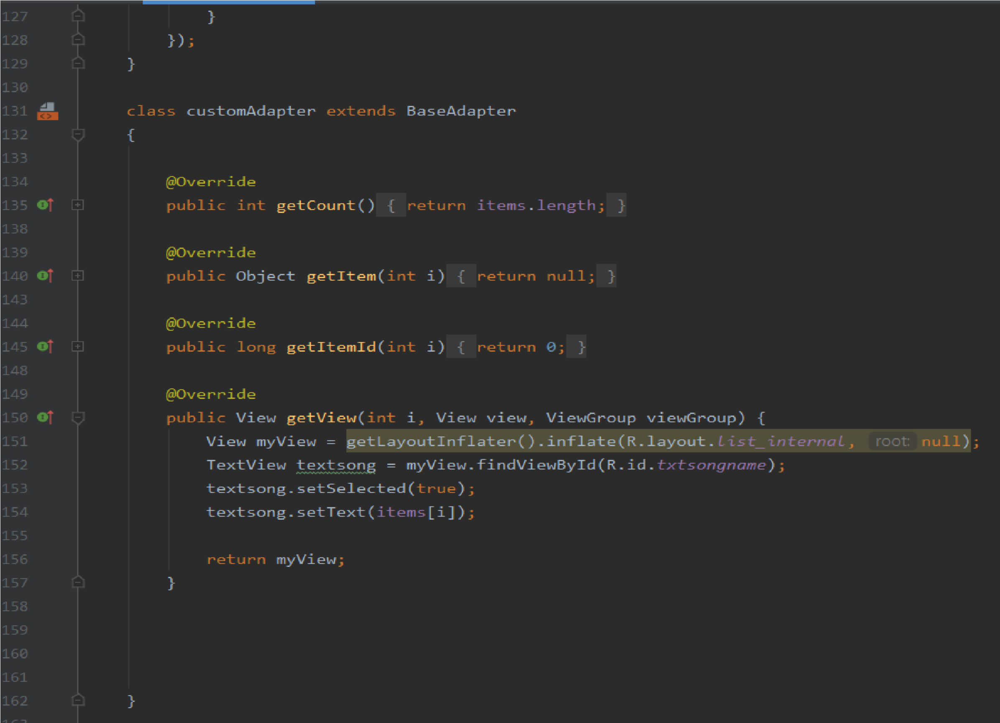 127 }
128 });
129 }
130
131 class customAdapter extends BaseAdapter
132 {
133
134 @Override
135 public int getCount() { return items.length; }
138
139 @Override
140 public Object getItem(int i) { return null; }
143
144 @Override
145 public long getItemId(int i) { return 0; }
148
149 @Override
150 public View getView(int i, View view, ViewGroup viewGroup) {
151 View myView = getLayoutInflater().inflate(R.layout.list_internal, root: null);
152 TextView textsong = myView.findViewById(R.id.txtsongname);
153 textsong.setSelected(true);
154 textsong.setText(items[i]);
155
156 return myView;
157 }
158
159
160
161
162 }